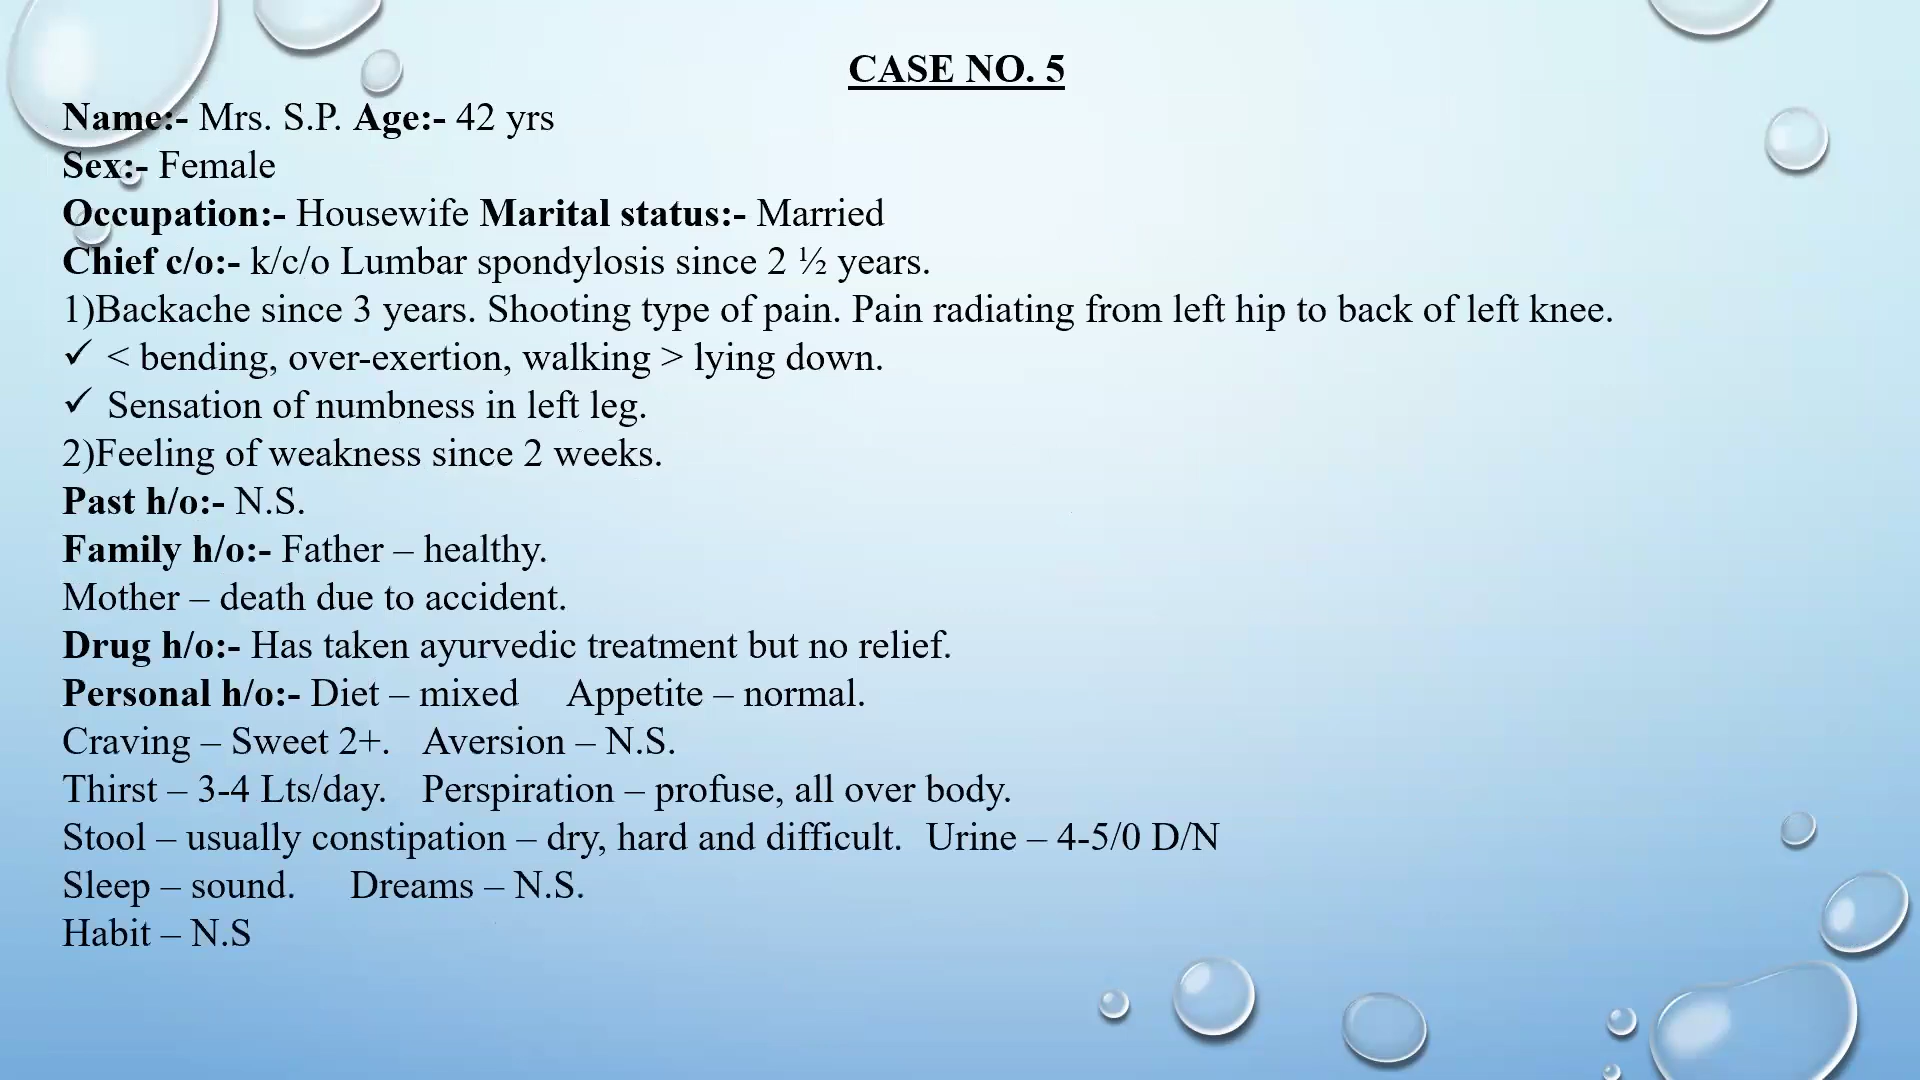 CASE NO. 5
Name:- Mrs. S.P. Age:- 42 yrs
Sex:- Female
Occupation:- Housewife Marital status:- Married
Chief c/o:- k/c/o Lumbar spondylosis since 2 ½ years.
1)Backache since 3 years. Shooting type of pain. Pain radiating from left hip to back of left knee.
✓ < bending, over-exertion, walking > lying down.
✓ Sensation of numbness in left leg.
2)Feeling of weakness since 2 weeks.
Past h/o:- N.S.
Family h/o:- Father – healthy.
Mother – death due to accident.
Drug h/o:- Has taken ayurvedic treatment but no relief.
Personal h/o:- Diet – mixed Appetite – normal.
Craving – Sweet 2+. Aversion – N.S.
Thirst – 3-4 Lts/day. Perspiration – profuse, all over body.
Stool – usually constipation – dry, hard and difficult. Urine – 4-5/0 D/N
Sleep – sound. Dreams – N.S.
Habit – N.S